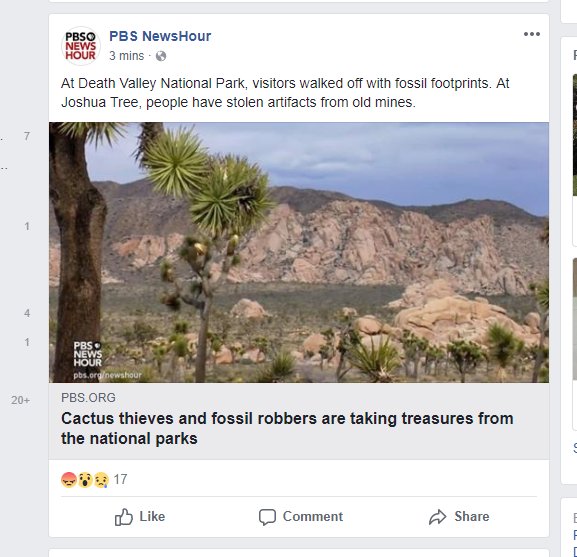 PBS
NEWS
HOUR
PBS NewsHour
3 mins ·
At Death Valley National Park, visitors walked off with fossil footprints. At
Joshua Tree, people have stolen artifacts from old mines.
7
1
4
1
20+
PBS
NEWS
HOUR
pbs.org/newshour
PBS.ORG
Cactus thieves and fossil robbers are taking treasures from
the national parks
17
Like
Comment
Share